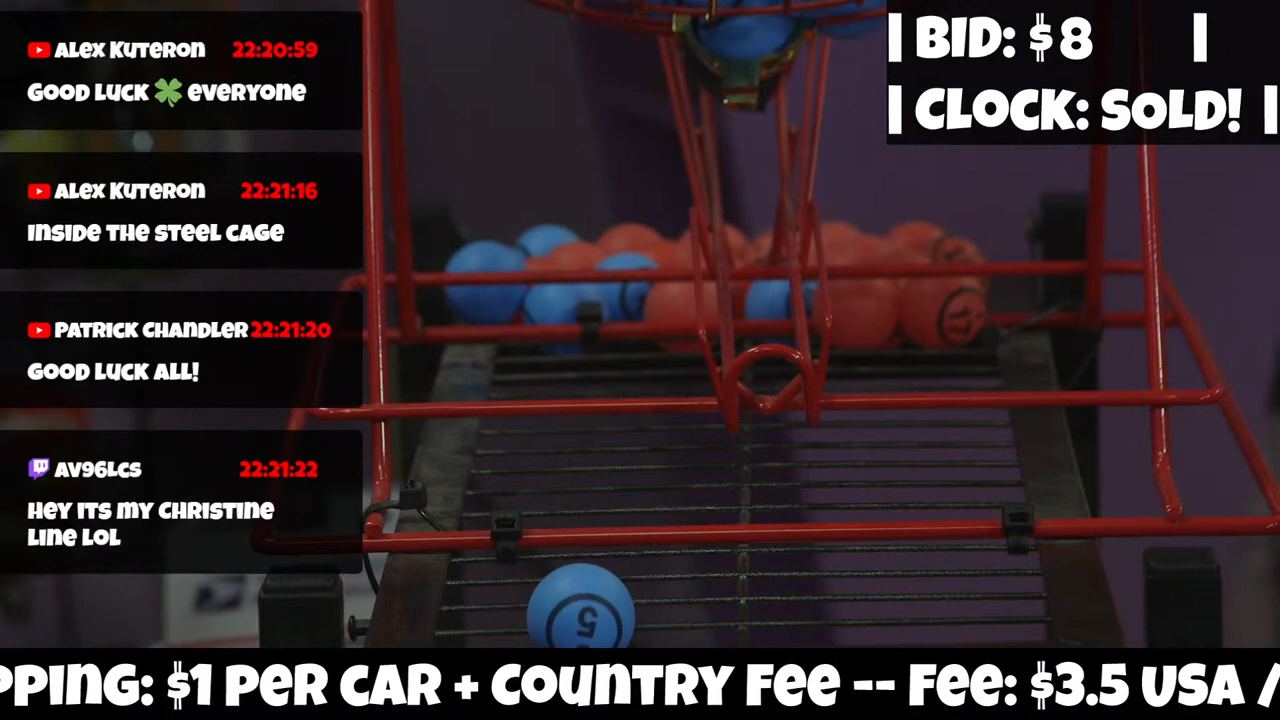 Alex Kuteron 22:20:59
Good luck 🍀 everyone
Alex Kuteron 22:21:16
Inside the steel cage
Patrick Chandler 22:21:20
Good luck all!
AV96LCS 22:21:22
Hey its my Christine
line lol
| BID: $8 |
| CLOCK: SOLD! |
17
5
PPING: $1 PER CAR + COUNTRY FEE -- FEE: $3.5 USA /